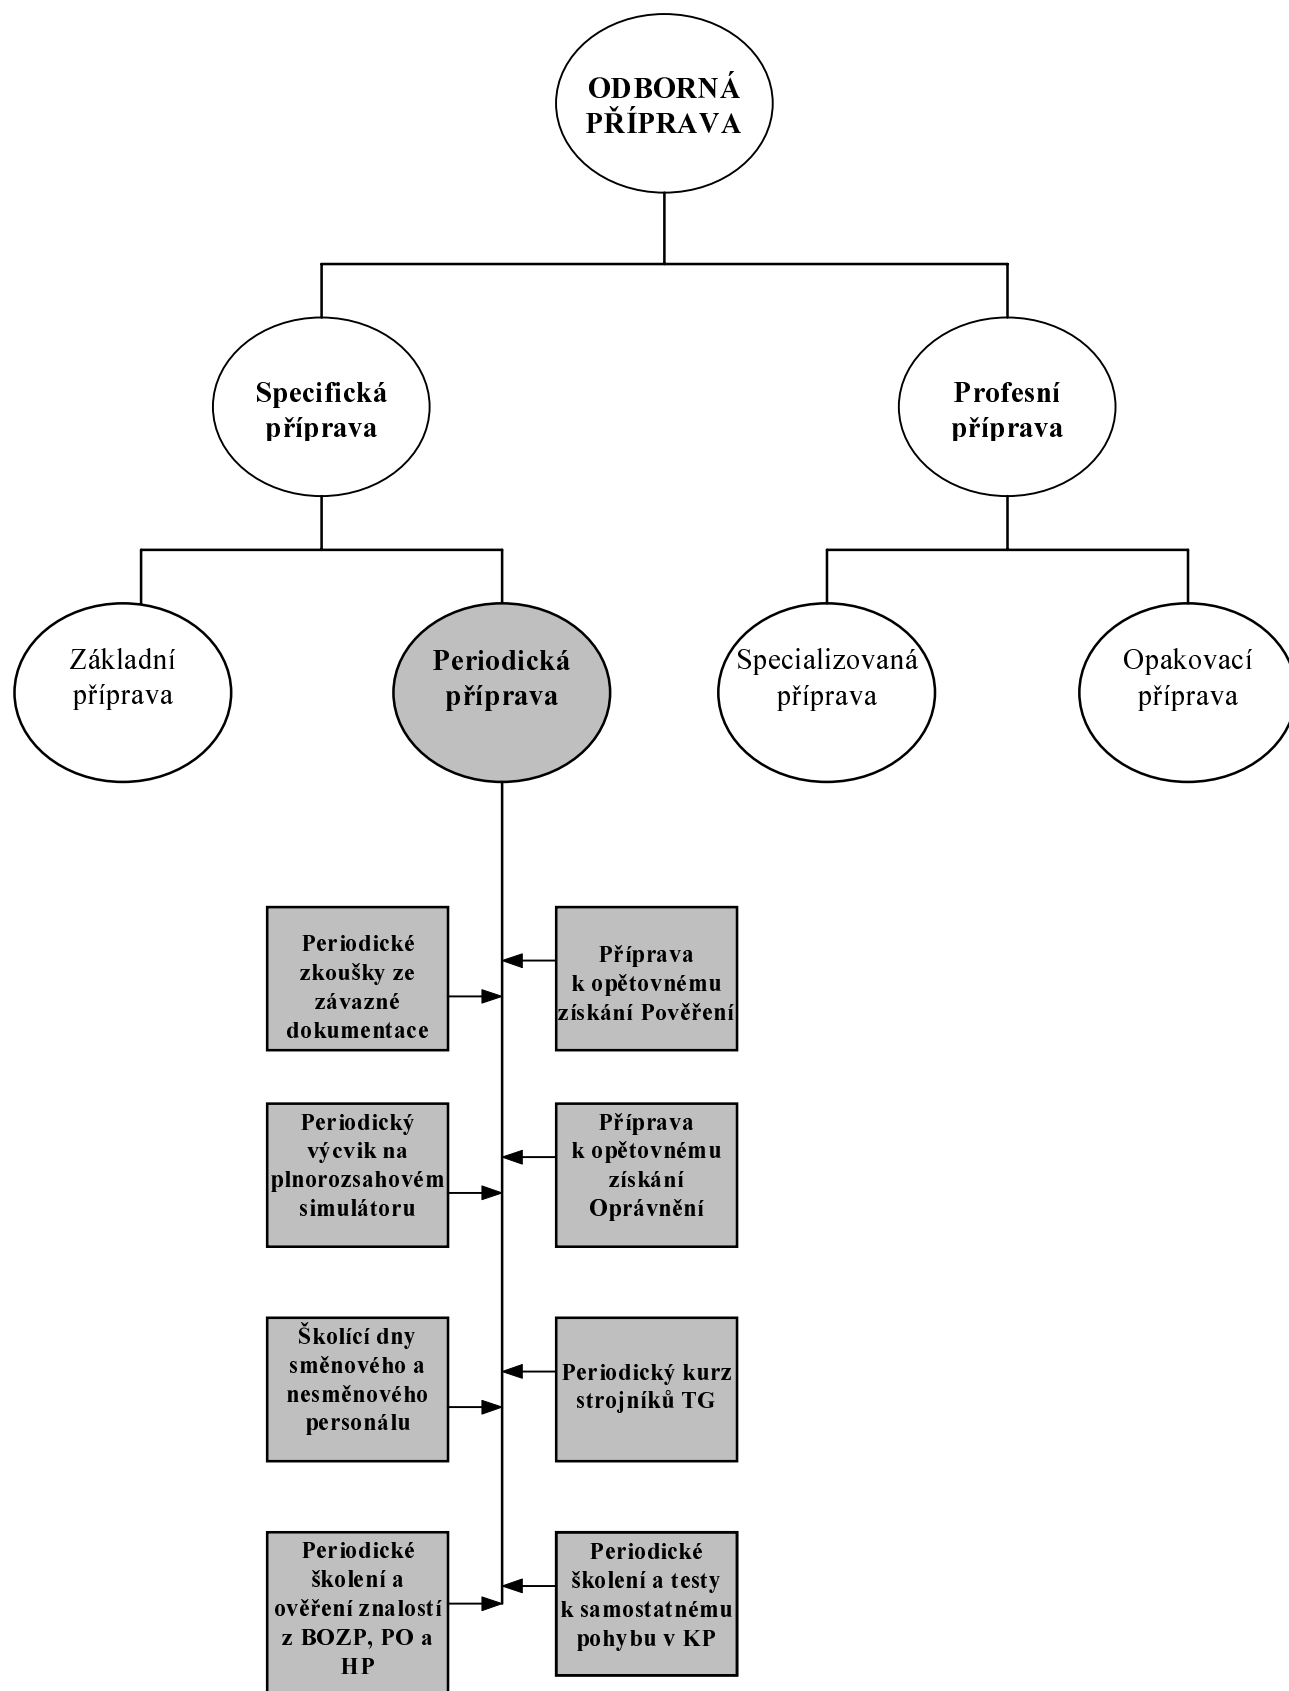 ODBORNÁ
PŘÍPRAVA
Specifická
příprava
Profesní
příprava
Základní
příprava
Periodická
příprava
Specializovaná
příprava
Opakovací
příprava
Periodické
zkoušky ze
závazné
dokumentace
Příprava
k opětovnému
získání Pověření
Periodický
výcvik na
plnorozsahovém
simulátoru
Příprava
k opětovnému
získání
Oprávnění
Školící dny
směnového a
nesměnového
personálu
Periodický kurz
strojníků TG
Periodické
školení a
ověření znalostí
z BOZP, PO a
HP
Periodické
školení a testy
k samostatnému
pohybu v KP